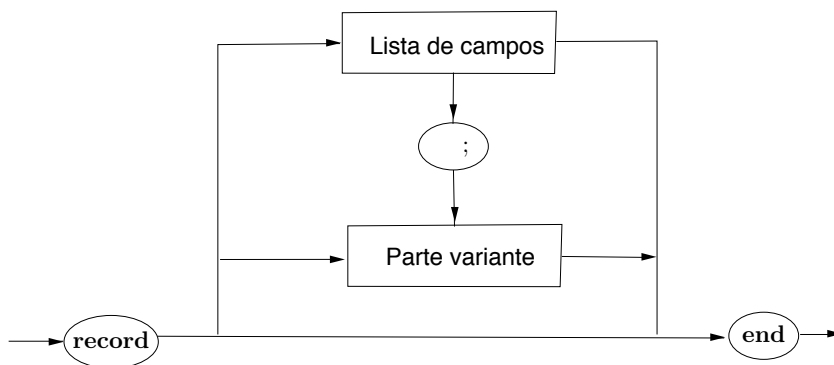 Lista de campos
;
Parte variante
record
end